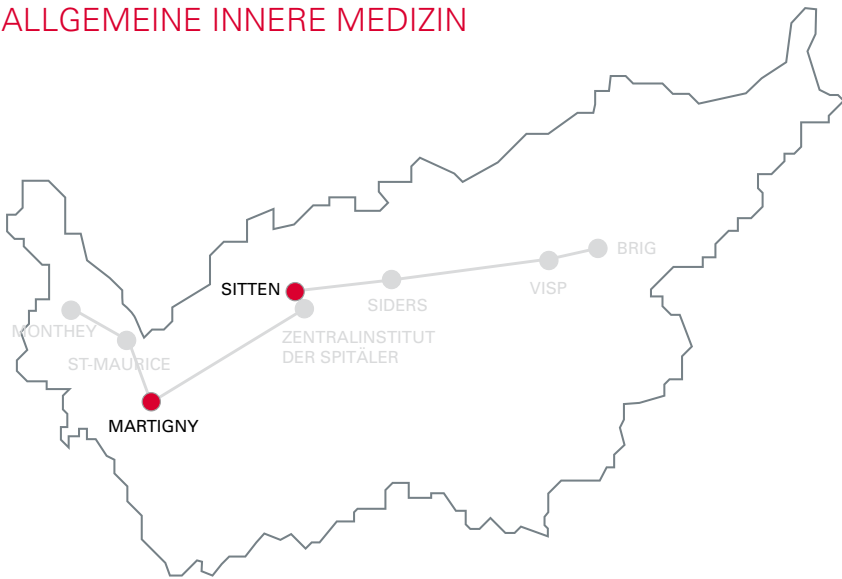 ALLGEMEINE INNERE MEDIZIN
BRIG
SITTEN
VISP
SIDERS
MONTHEY
ZENTRALINSTITUT
DER SPITÄLER
ST-MAURICE
MARTIGNY